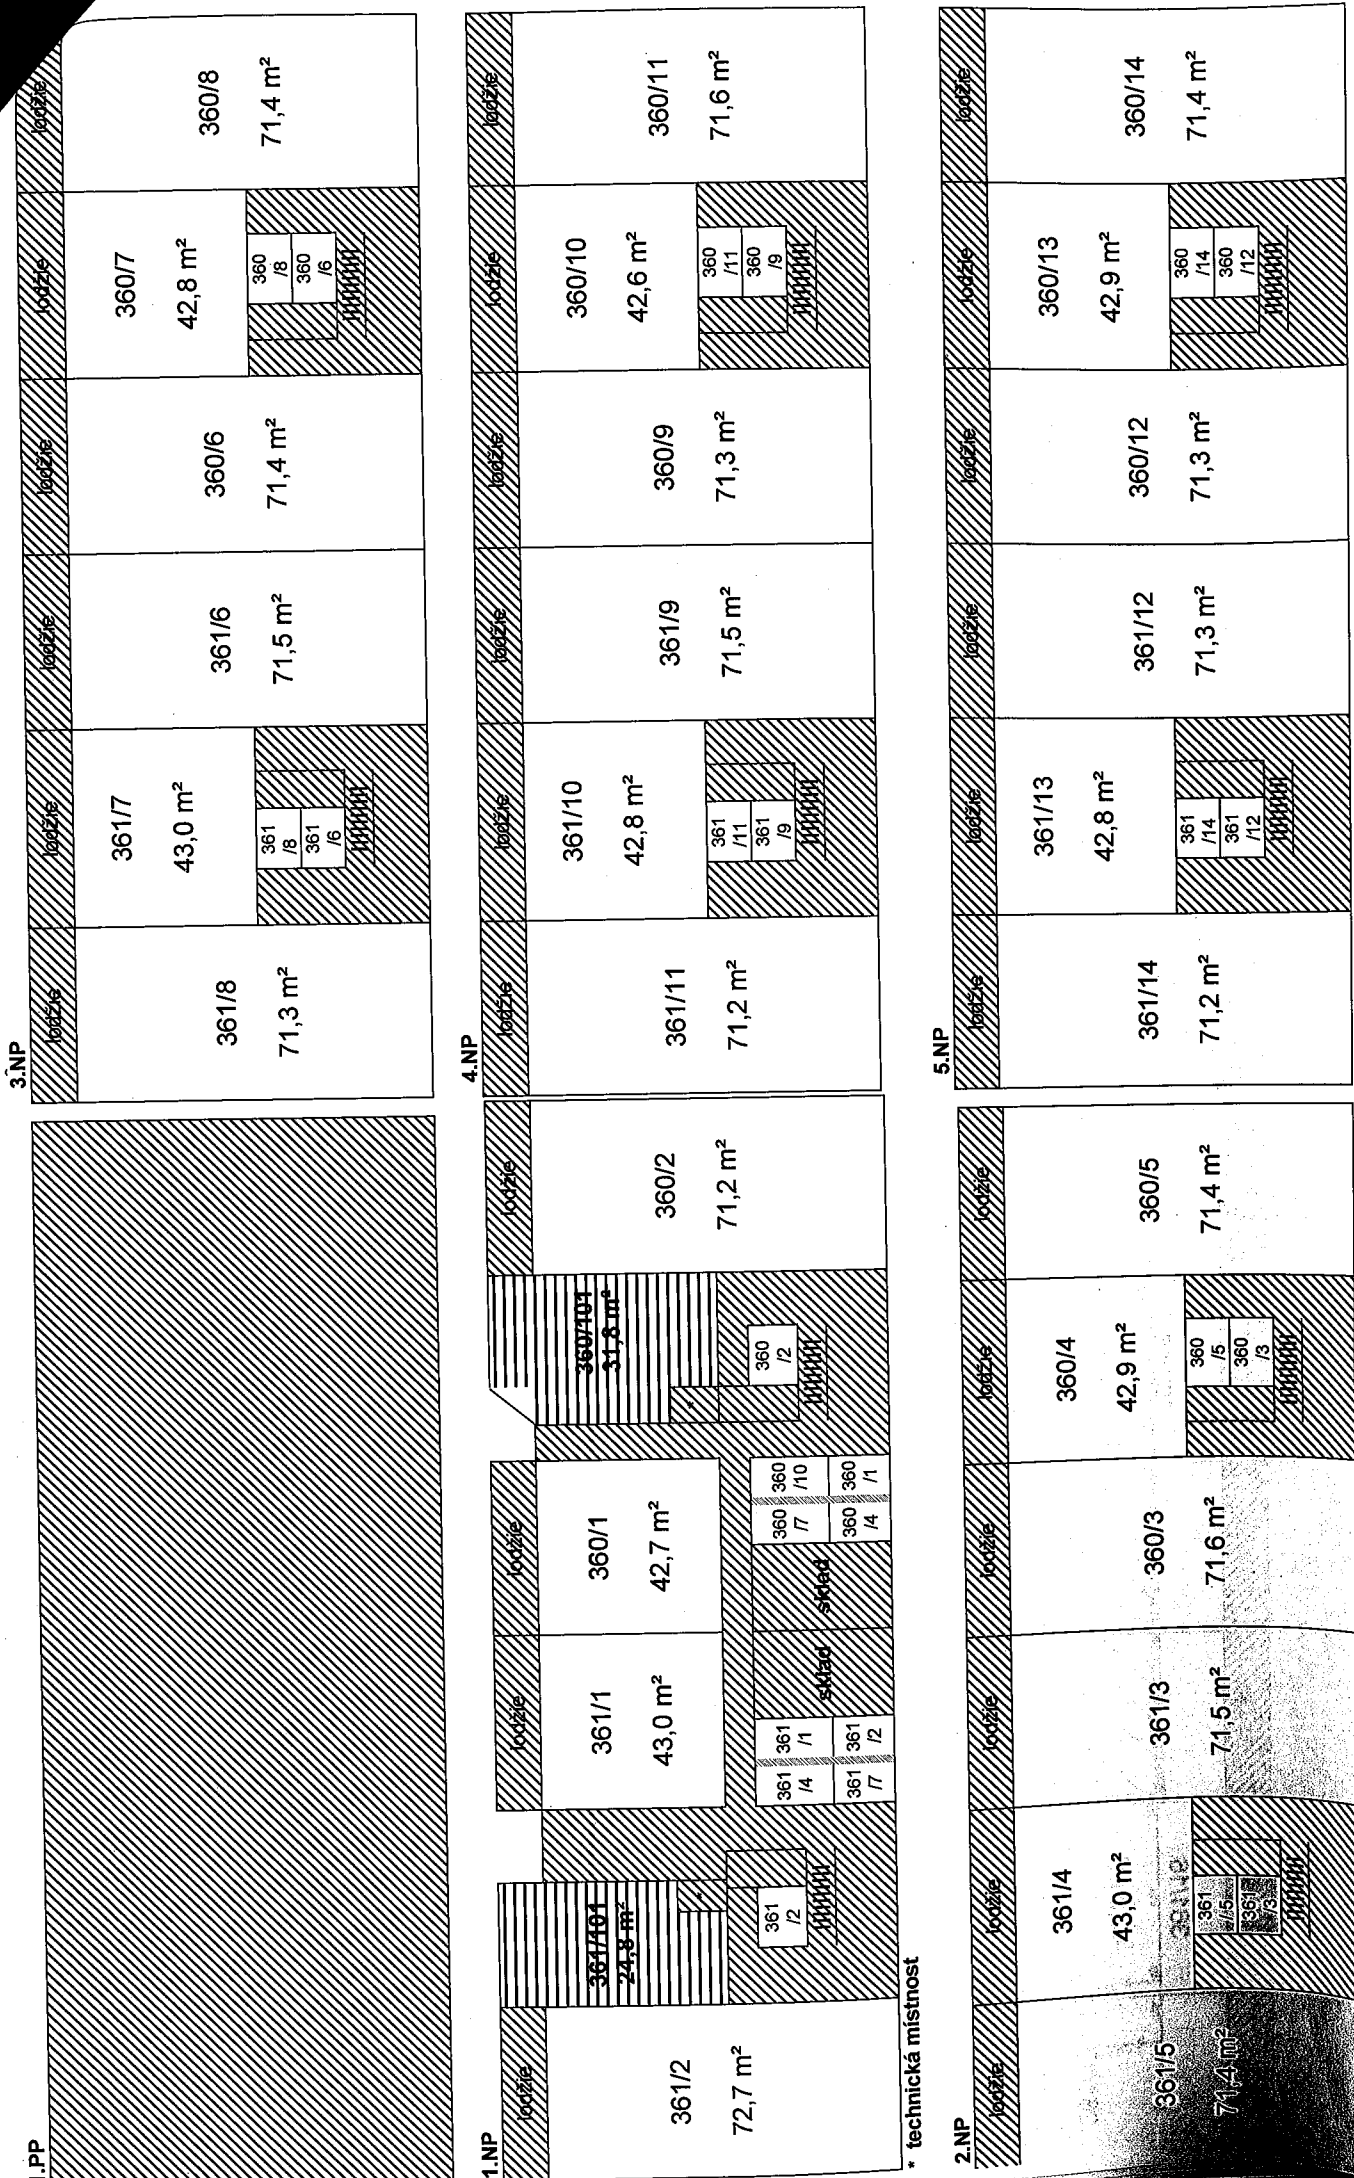 1.PP
1.NP
lodžie
lodžie
lodžie
lodžie
361/2
72,7 m²
361/101
24,8 m²
*
361
/2
361/1
43,0 m²
360/1
42,7 m²
361
/4
361
/1
361
/7
361
/2
sklad
sklad
360
/7
360
/10
360
/4
360
/1
360/101
31,8 m²
*
360
/2
360/2
71,2 m²
* technická místnost
2.NP
lodžie
lodžie
lodžie
lodžie
lodžie
lodžie
361/5
71,4 m²
361/4
43,0 m²
361
/5
361
/3
361/3
71,5 m²
360/3
71,6 m²
360/4
42,9 m²
360
/5
360
/3
360/5
71,4 m²
3.NP
lodžie
lodžie
lodžie
lodžie
lodžie
lodžie
361/8
71,3 m²
361/7
43,0 m²
361
/8
361
/6
361/6
71,5 m²
360/6
71,4 m²
360/7
42,8 m²
360
/8
360
/6
360/8
71,4 m²
4.NP
lodžie
lodžie
lodžie
lodžie
lodžie
lodžie
361/11
71,2 m²
361/10
42,8 m²
361
/11
361
/9
361/9
71,5 m²
360/9
71,3 m²
360/10
42,6 m²
360
/11
360
/9
360/11
71,6 m²
5.NP
lodžie
lodžie
lodžie
lodžie
lodžie
lodžie
361/14
71,2 m²
361/13
42,8 m²
361
/14
361
/12
361/12
71,3 m²
360/12
71,3 m²
360/13
42,9 m²
360
/14
360
/12
360/14
71,4 m²